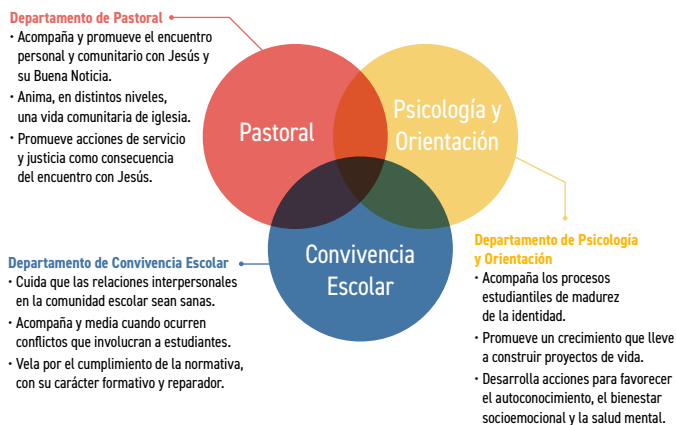 Departamento de Pastoral
· Acompaña y promueve el encuentro
personal y comunitario con Jesús y
su Buena Noticia.
· Anima, en distintos niveles,
una vida comunitaria de iglesia.
· Promueve acciones de servicio
y justicia como consecuencia
del encuentro con Jesús.
Pastoral
Psicología y
Orientación
Convivencia
Escolar
Departamento de Convivencia Escolar
· Cuida que las relaciones interpersonales
en la comunidad escolar sean sanas.
· Acompaña y media cuando ocurren
conflictos que involucran a estudiantes.
· Vela por el cumplimiento de la normativa,
con su carácter formativo y reparador.
Departamento de Psicología
y Orientación
· Acompaña los procesos
estudiantiles de madurez
de la identidad.
· Promueve un crecimiento que lleve
a construir proyectos de vida.
· Desarrolla acciones para favorecer
el autoconocimiento, el bienestar
socioemocional y la salud mental.